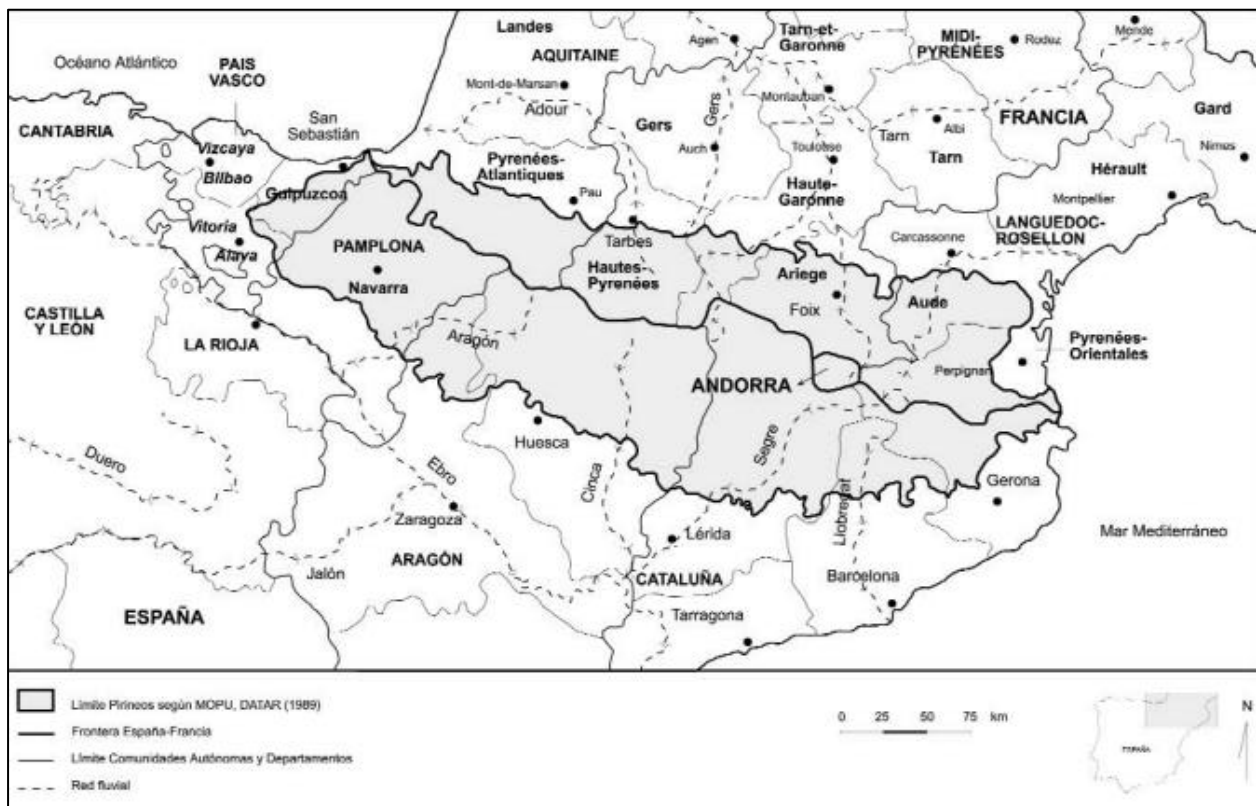 Océano Atlántico
PAIS
VASCO
Landes
AQUITAINE
Agen
Tarn-et-
Garonne
MIDI-
PYRÉNÉES
Rodez
Mende
Mont-de-Marsan
Adour
Montauban
Gard
CANTABRIA
San
Sebastián
Gers
Gers
Albi
Tarn
Tarn
FRANCIA
Vizcaya
Bilbao
Auch
Toulouse
Nimes
Guipuzcoa
Pyrenées-
Atlantiques
Pau
Haute-
Garonne
Hérault
Montpellier
Vitoria
Alava
PAMPLONA
Tarbes
Carcassonne
LANGUEDOC-
ROSELLON
Navarra
Hautes-
Pyrenées
Ariege
Foix
Aude
CASTILLA
Y LEÓN
LA RIOJA
Aragón
Pyrenées-
Orientales
ANDORRA
Perpignan
Duero
Huesca
Ebro
Cinca
Segre
Llobregat
Gerona
Zaragoza
Lérida
Mar Mediterráneo
Jalón
ARAGÓN
CATALUÑA
Barcelona
ESPAÑA
Tarragona
Límite Pirineos según MOPU, DATAR (1989)
Frontera España-Francia
Límite Comunidades Autónomas y Departamentos
Red fluvial
0 25 50 75 km
ESPAÑA
N